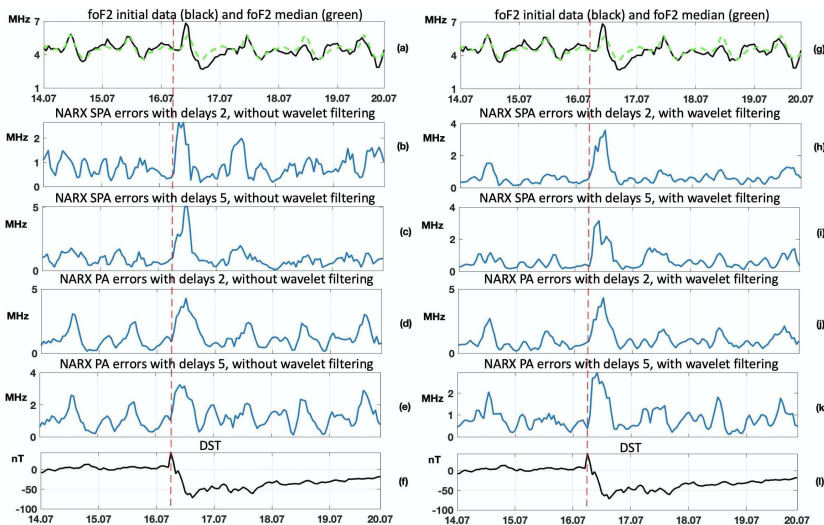 foF2 initial data (black) and foF2 median (green)
MHz 7
4
1
(a)
14.07 15.07 16.07 17.07 18.07 19.07 20.07
NARX SPA errors with delays 2, without wavelet filtering
MHz
2
1
0
(b)
NARX SPA errors with delays 5, without wavelet filtering
5
MHz
0
(c)
NARX PA errors with delays 2, without wavelet filtering
5
MHz
0
(d)
NARX PA errors with delays 5, without wavelet filtering
4
MHz
2
0
(e)
DST
nT
0
-50
-100
(f)
14.07 15.07 16.07 17.07 18.07 19.07 20.07
foF2 initial data (black) and foF2 median (green)
MHz 7
4
1
(g)
14.07 15.07 16.07 17.07 18.07 19.07 20.07
NARX SPA errors with delays 2, with wavelet filtering
4
MHz
2
0
(h)
NARX SPA errors with delays 5, with wavelet filtering
4
MHz
2
0
(i)
NARX PA errors with delays 2, with wavelet filtering
5
MHz
0
(j)
NARX PA errors with delays 5, with wavelet filtering
MHz
2
1
0
(k)
DST
nT
0
-50
-100
(l)
14.07 15.07 16.07 17.07 18.07 19.07 20.07